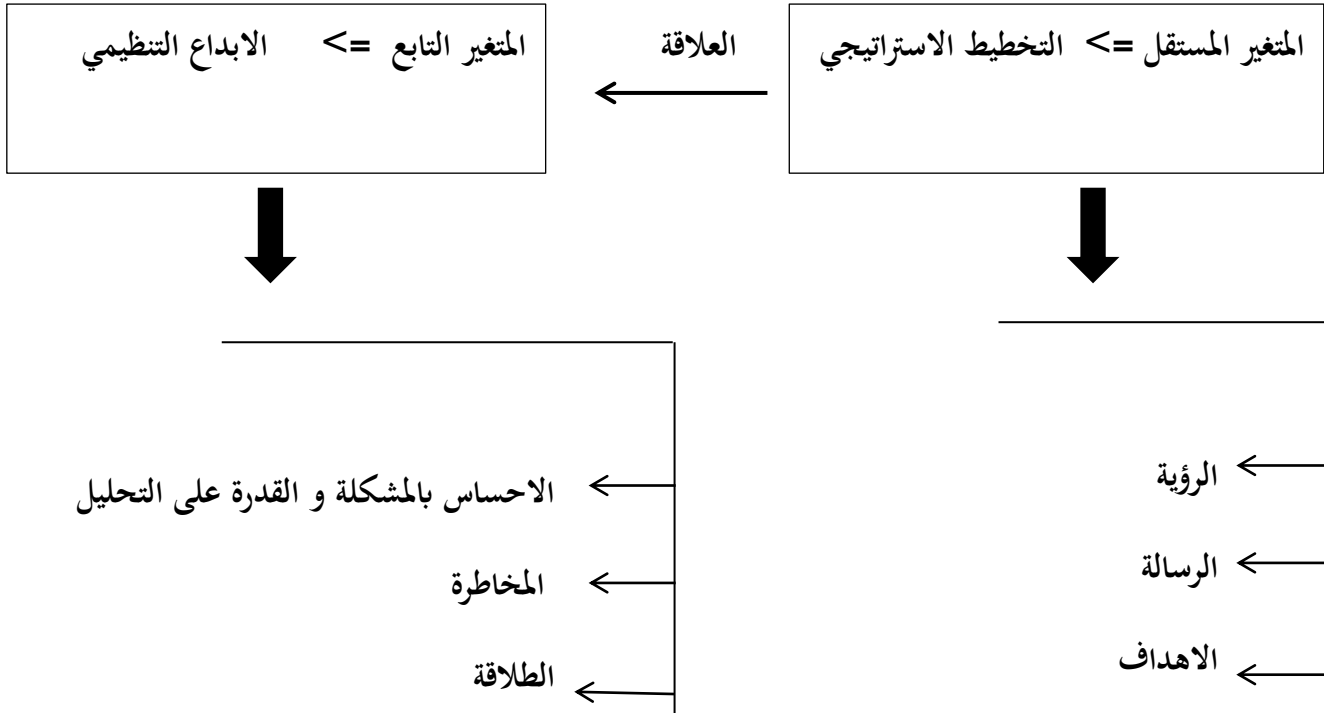 المتغير المستقل => التخطيط الاستراتيجي
العلاقة
المتغير التابع => الابداع التنظيمي
الرؤية
الرسالة
الاهداف
الاحساس بالمشكلة و القدرة على التحليل
المخاطرة
الطلاقة